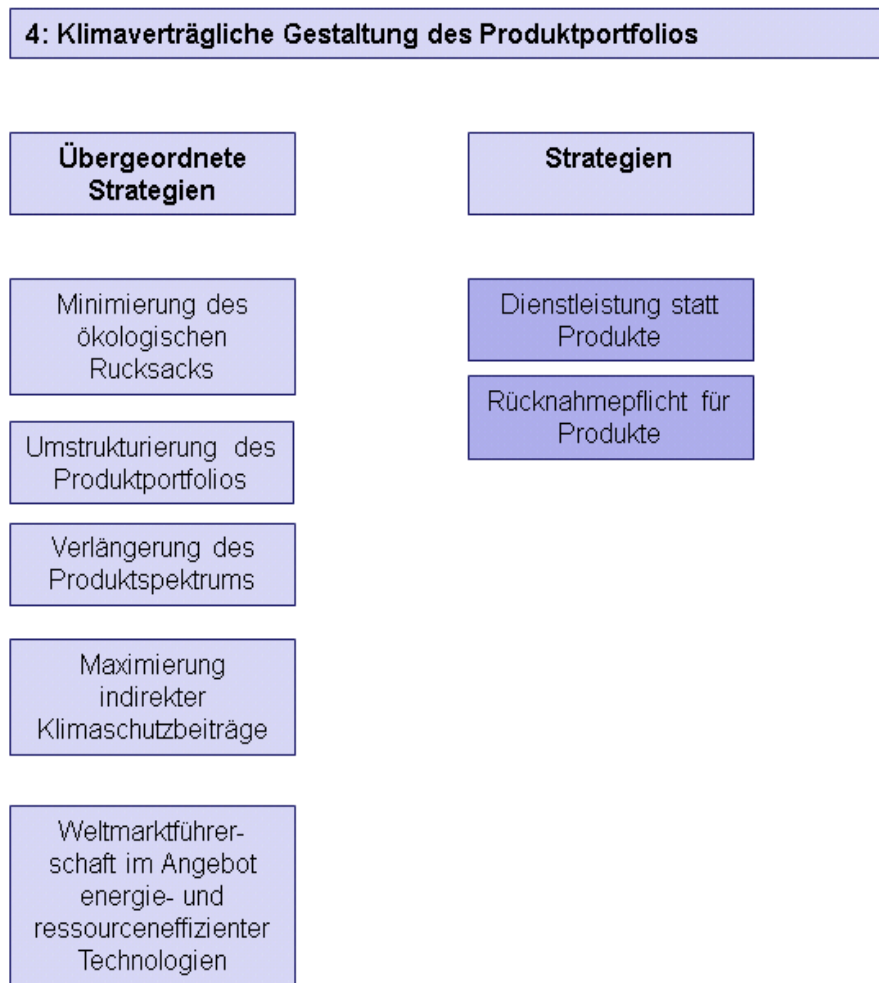 4: Klimaverträgliche Gestaltung des Produktportfolios
Übergeordnete
Strategien
Strategien
Minimierung des
ökologischen
Rucksacks
Dienstleistung statt
Produkte
Rücknahmepflicht für
Produkte
Umstrukturierung des
Produktportfolios
Verlängerung des
Produktspektrums
Maximierung
indirekter
Klimaschutzbeiträge
Weltmarktführer-
schaft im Angebot
energie- und
ressourceneffizienter
Technologien